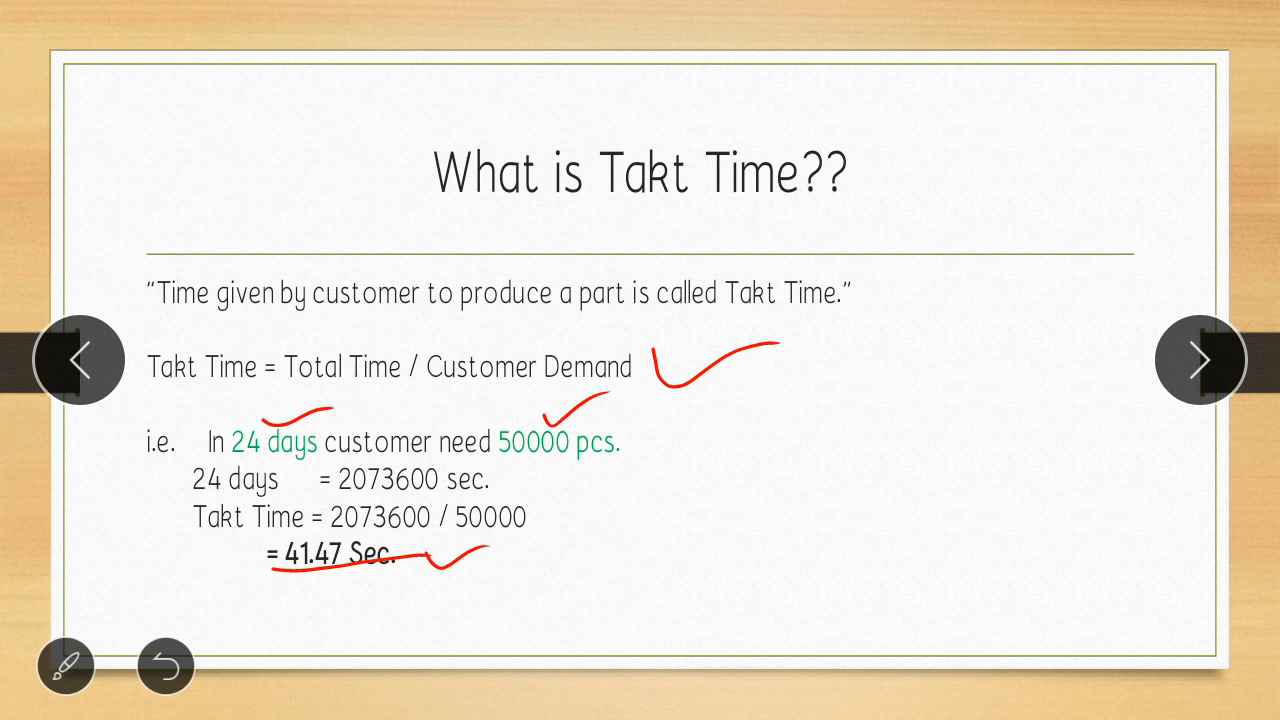 What is Takt Time??
“Time given by customer to produce a part is called Takt Time.”
Takt Time = Total Time / Customer Demand
i.e. In 24 days customer need 50000 pcs.
24 days = 2073600 sec.
Takt Time = 2073600 / 50000
= 41.47 Sec.